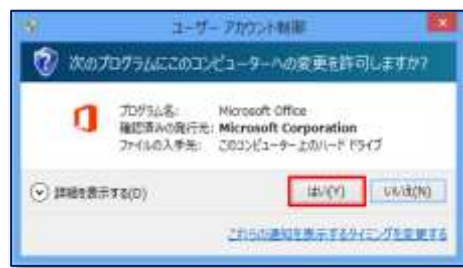 ユーザー アカウント制御
次のプログラムにこのコンピューターへの変更を許可しますか?
プログラム名: Microsoft Office
確認済みの発行元: Microsoft Corporation
ファイルの入手先: このコンピューター上のハード ドライブ
詳細を表示する(D) はい(Y) いいえ(N)
これらの通知を表示するタイミングを変更する